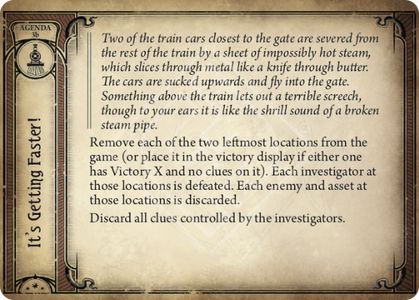 AGENDA
3b
Two of the train cars closest to the gate are severed from
the rest of the train by a sheet of impossibly hot steam,
which slices through metal like a knife through butter.
The cars are sucked upwards and fly into the gate.
Something above the train lets out a terrible screech,
though to your ears it is like the shrill sound of a broken
steam pipe.
Remove each of the two leftmost locations from the
game (or place it in the victory display if either one
has Victory X and no clues on it). Each investigator at
those locations is defeated. Each enemy and asset at
those locations is discarded.
Discard all clues controlled by the investigators.
It's Getting Faster!